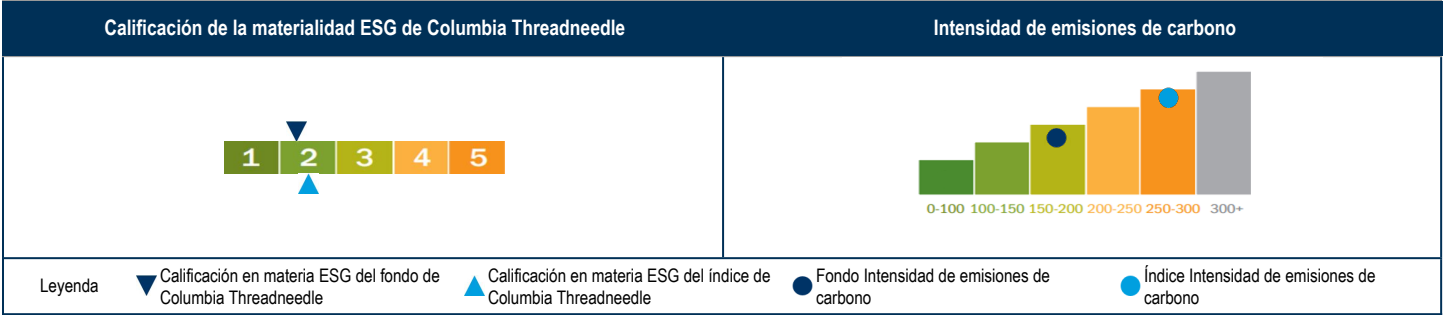 Calificación de la materialidad ESG de Columbia Threadneedle
Intensidad de emisiones de carbono
1 2 3 4 5
0-100 100-150 150-200 200-250 250-300 300+
Leyenda
Calificación en materia ESG del fondo de
Columbia Threadneedle
Calificación en materia ESG del índice de
Columbia Threadneedle
Fondo Intensidad de emisiones de
carbono
Índice Intensidad de emisiones de
carbono